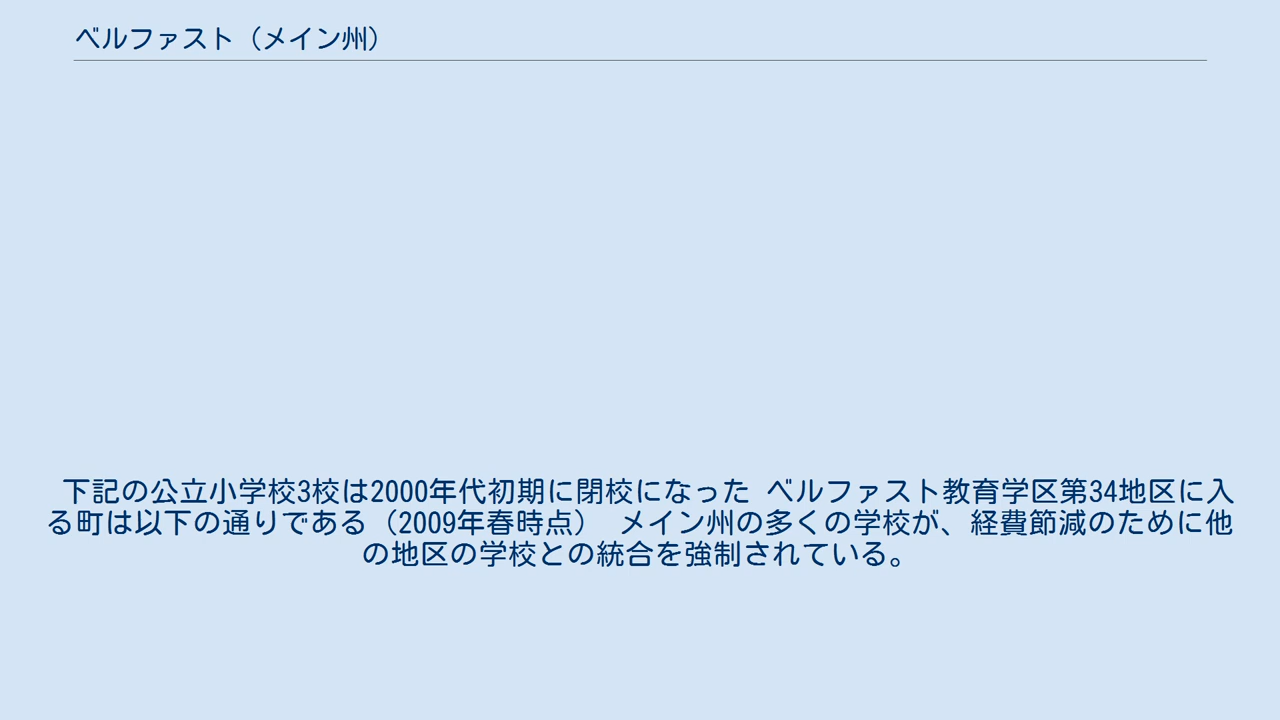 ベルファスト（メイン州）
下記の公立小学校3校は2000年代初期に閉校になった ベルファスト教育学区第34地区に入
る町は以下の通りである（2009年春時点） メイン州の多くの学校が、経費節減のために他
の地区の学校との統合を強制されている。